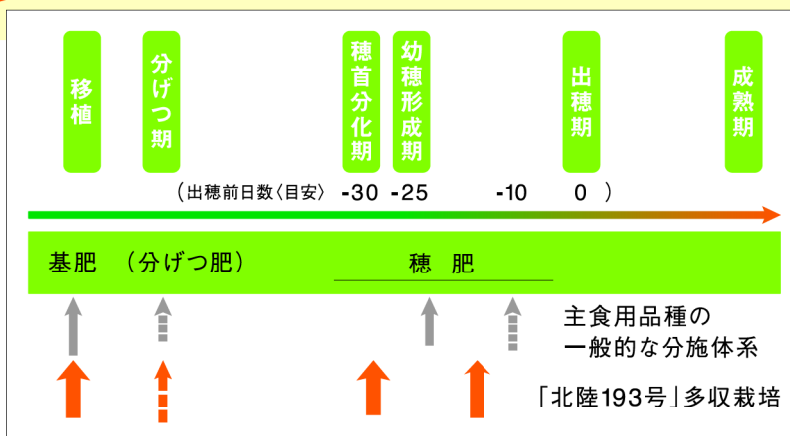 移植
分げつ期
穂首分化期
幼穂形成期
出穂期
成熟期
(出穂前日数〈目安〉 -30 -25 -10 0 )
基肥 (分げつ肥) 穂肥
主食用品種の
一般的な分施体系
「北陸193号」多収栽培